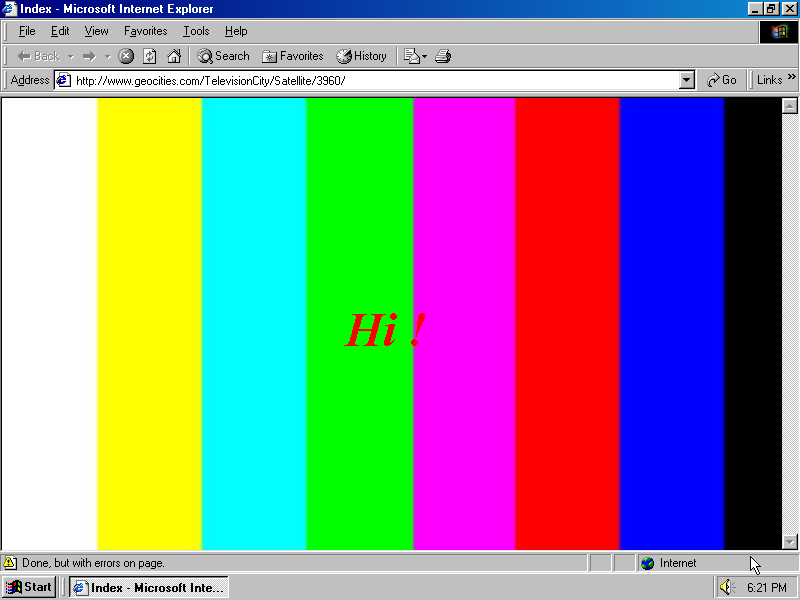 Index - Microsoft Internet Explorer
File Edit View Favorites Tools Help
Back Search Favorites History
Address http://www.geocities.com/TelevisionCity/Satellite/3960/ Go Links »
Hi !
Done, but with errors on page. Internet
Start Index - Microsoft Inte... 6:21 PM